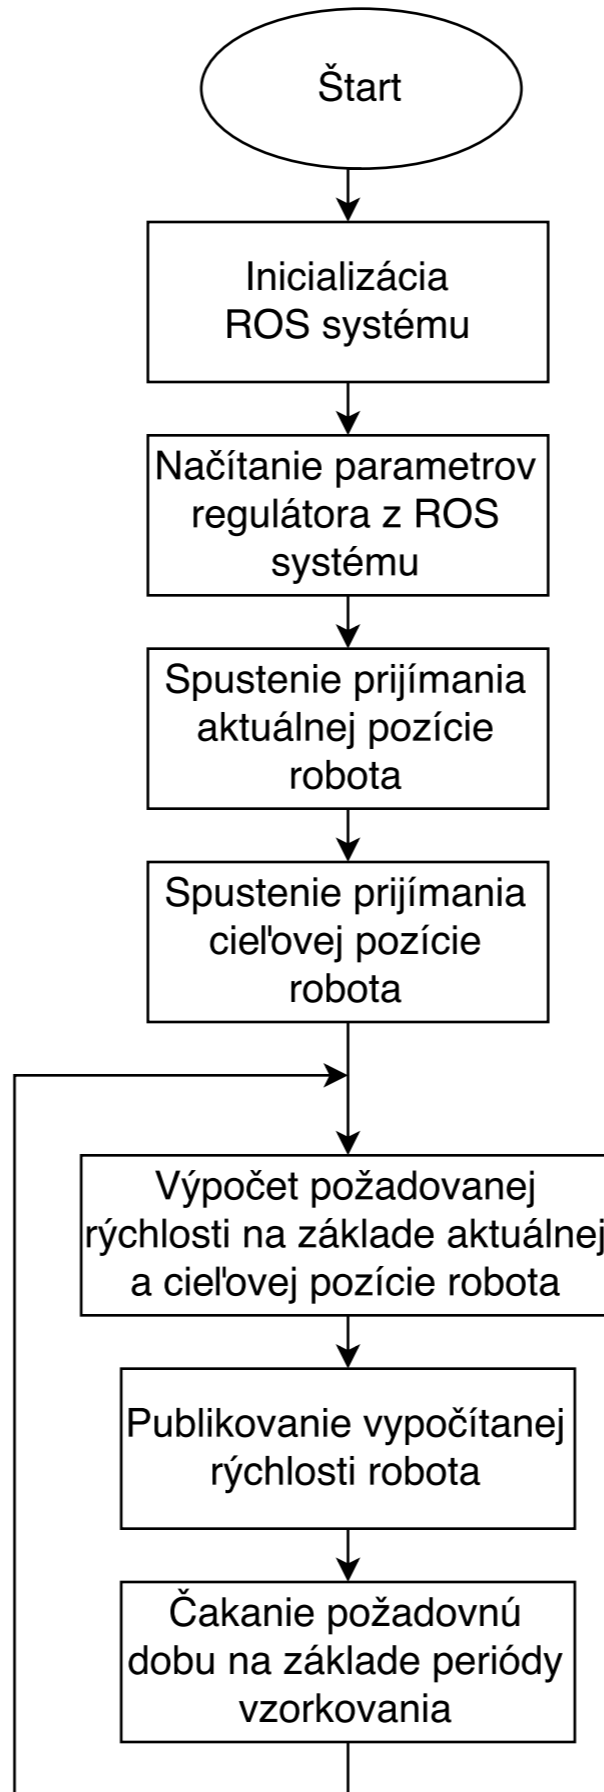 Štart
Inicializácia
ROS systému
Načítanie parametrov
regulátora z ROS
systému
Spustenie prijímania
aktuálnej pozície
robota
Spustenie prijímania
cieľovej pozície
robota
Výpočet požadovanej
rýchlosti na základe aktuálnej
a cieľovej pozície robota
Publikovanie vypočítanej
rýchlosti robota
Čakanie požadovnú
dobu na základe periódy
vzorkovania